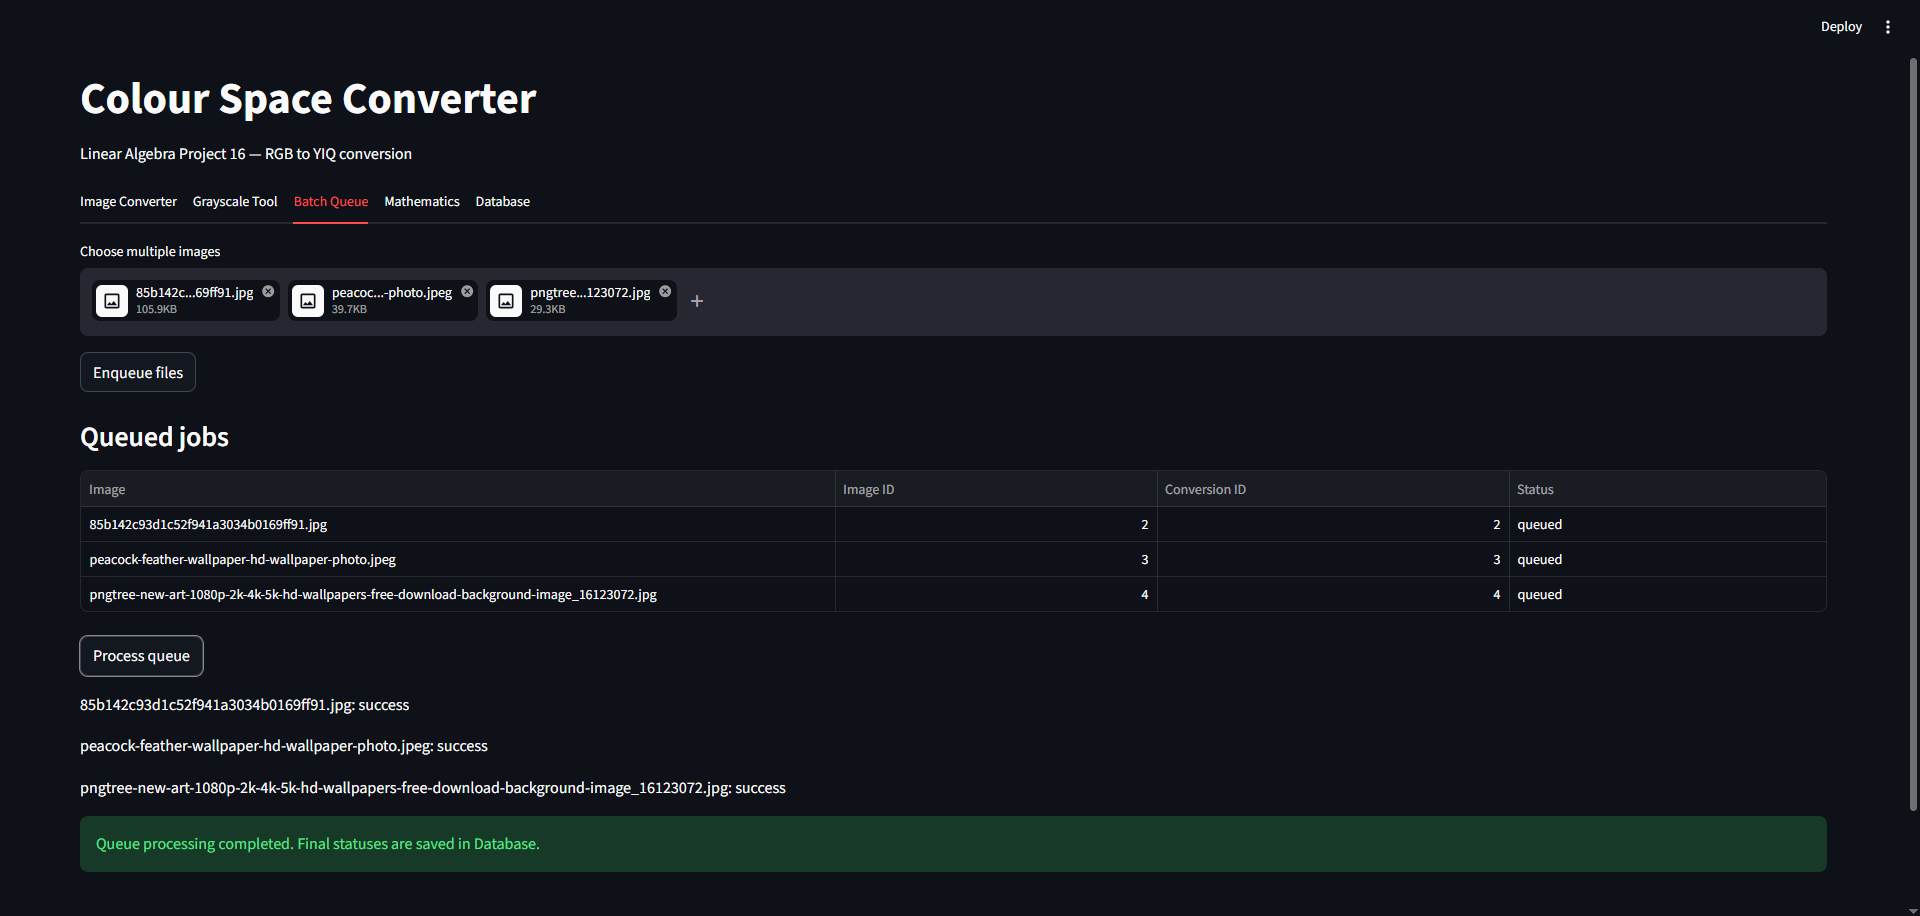 Deploy
Colour Space Converter
Linear Algebra Project 16 — RGB to YIQ conversion
Image Converter Grayscale Tool Batch Queue Mathematics Database
Choose multiple images
85b142c...69ff91.jpg peacoc...-photo.jpeg pngtree...123072.jpg
105.9KB 39.7KB 29.3KB
Enqueue files
Queued jobs
Image Image ID Conversion ID Status
85b142c93d1c52f941a3034b0169ff91.jpg 2 2 queued
peacock-feather-wallpaper-hd-wallpaper-photo.jpeg 3 3 queued
pngtree-new-art-1080p-2k-4k-5k-hd-wallpapers-free-download-background-image_16123072.jpg 4 4 queued
Process queue
85b142c93d1c52f941a3034b0169ff91.jpg: success
peacock-feather-wallpaper-hd-wallpaper-photo.jpeg: success
pngtree-new-art-1080p-2k-4k-5k-hd-wallpapers-free-download-background-image_16123072.jpg: success
Queue processing completed. Final statuses are saved in Database.